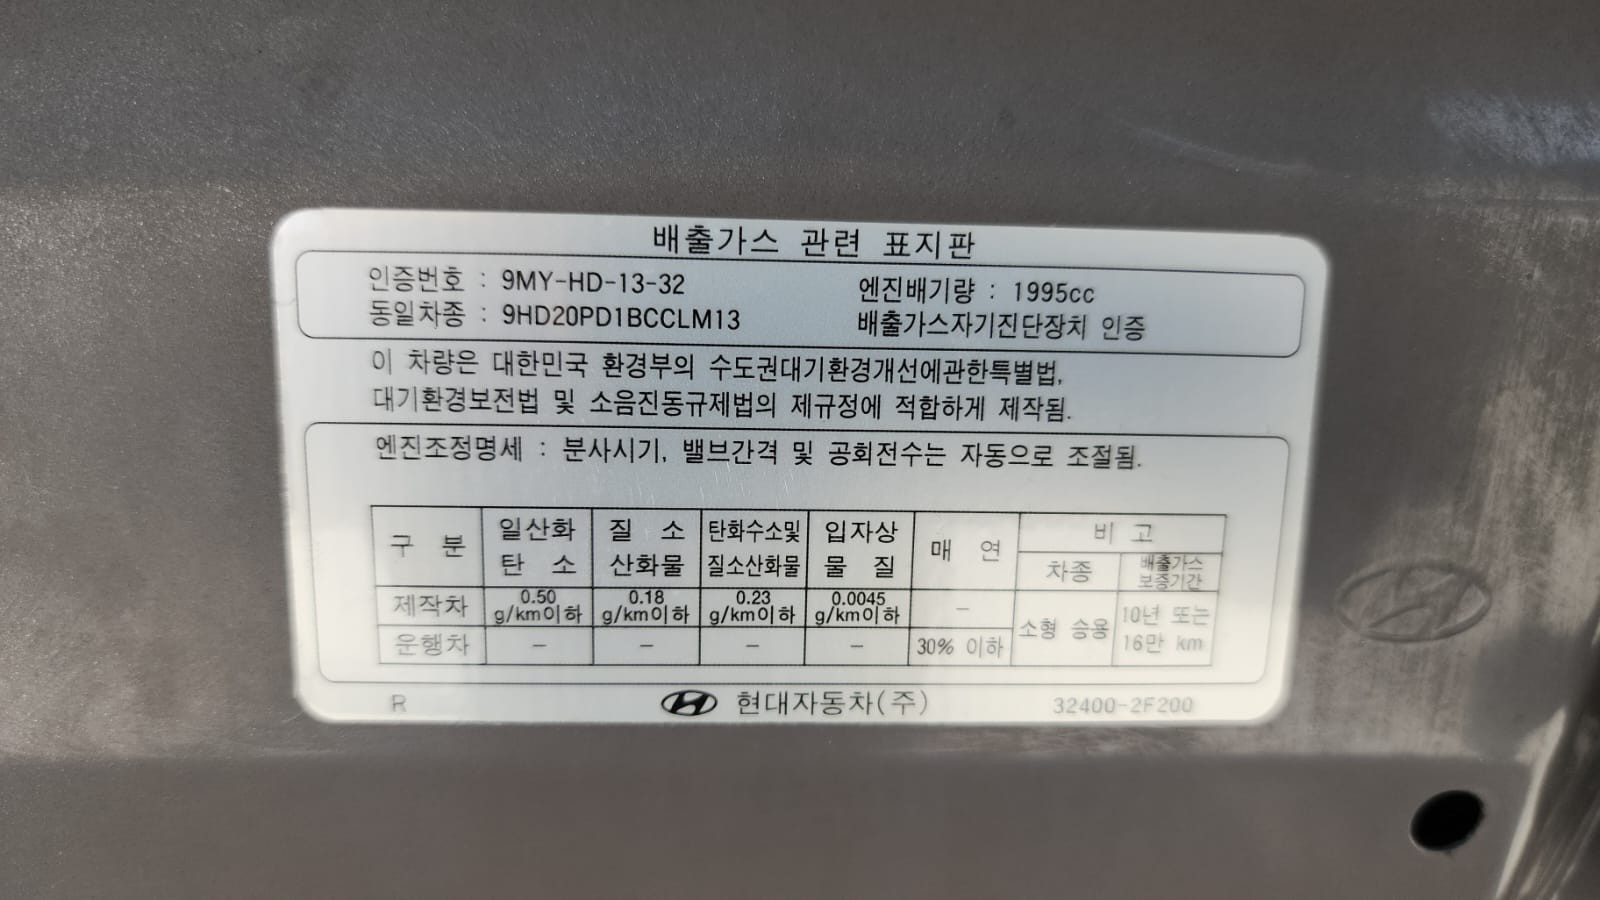 배출가스 관련 표지판
인증번호 : 9MY-HD-13-32 엔진배기량 : 1995cc
동일차종 : 9HD20PD1BCCLM13 배출가스자기진단장치 인증
이 차량은 대한민국 환경부의 수도권대기환경개선에관한특별법,
대기환경보전법 및 소음진동규제법의 제규정에 적합하게 제작됨.
엔진조정명세 : 분사시기, 밸브간격 및 공회전수는 자동으로 조절됨.
구 분 일산화 탄 소 질 소 산화물 탄화수소및 질소산화물 입자상 물 질 매 연 비 고
차종 배출가스 보증기간
제작차 0.50 g/km이하 0.18 g/km이하 0.23 g/km이하 0.0045 g/km이하 - 소형 승용 10년 또는 16만 km
운행차 - - - - 30% 이하
R 현대자동차(주) 32400-2F200